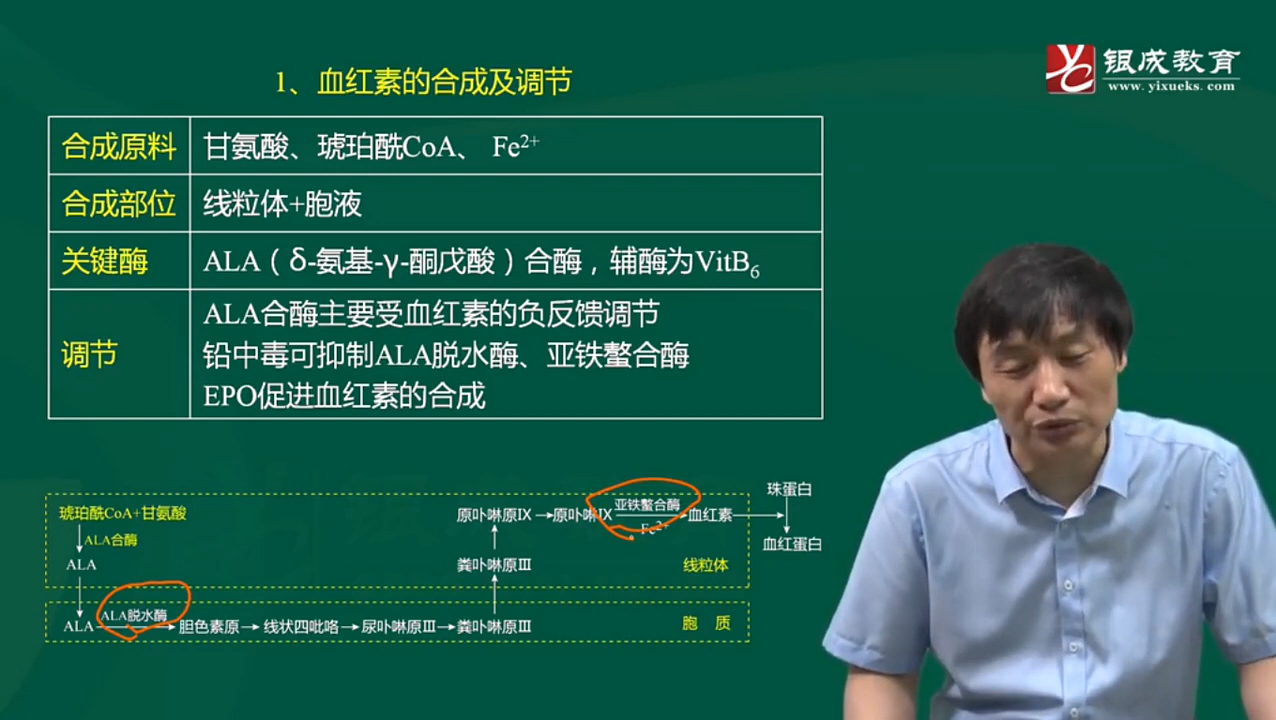 1、血红素的合成及调节
银成教育
www.yixueks.com
合成原料 甘氨酸、琥珀酰CoA、 Fe2+
合成部位 线粒体+胞液
关键酶 ALA（δ-氨基-γ-酮戊酸）合酶，辅酶为VitB6
调节 ALA合酶主要受血红素的负反馈调节
铅中毒可抑制ALA脱水酶、亚铁螯合酶
EPO促进血红素的合成
琥珀酰CoA+甘氨酸
ALA合酶
ALA
ALA
ALA脱水酶
胆色素原
线状四吡咯
尿卟啉原Ⅲ
粪卟啉原Ⅲ
粪卟啉原Ⅲ
原卟啉原IX
原卟啉IX
亚铁螯合酶
Fe2+
血红素
珠蛋白
血红蛋白
线粒体
胞 质